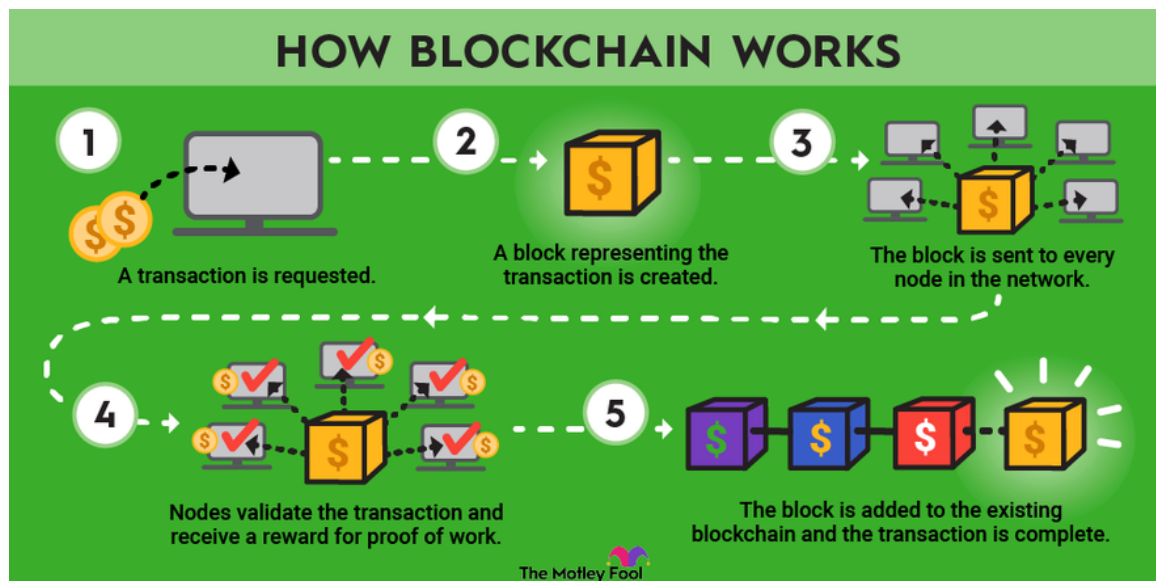 HOW BLOCKCHAIN WORKS
1
A transaction is requested.
2
$
A block representing the
transaction is created.
3
$
The block is sent to every
node in the network.
4
$
Nodes validate the transaction and
receive a reward for proof of work.
5
$ $ $ $
The block is added to the existing
blockchain and the transaction is complete.
The Motley Fool